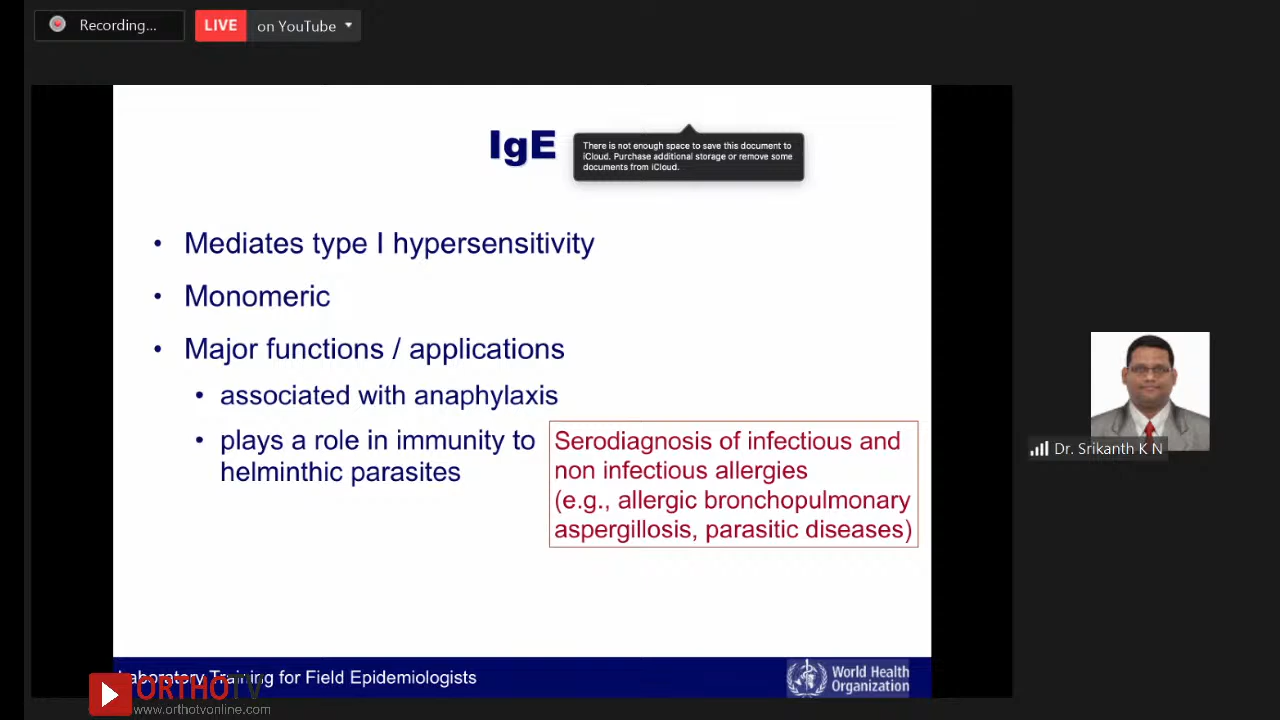 Recording...
LIVE on YouTube
IgE
There is not enough space to save this document to
iCloud. Purchase additional storage or remove some
documents from iCloud.
• Mediates type I hypersensitivity
• Monomeric
• Major functions / applications
• associated with anaphylaxis
• plays a role in immunity to
helminthic parasites
Serodiagnosis of infectious and
non infectious allergies
(e.g., allergic bronchopulmonary
aspergillosis, parasitic diseases)
Dr. Srikanth K N
Laboratory Training for Field Epidemiologists
World Health
Organization
ORTHOTV
www.orthotvonline.com